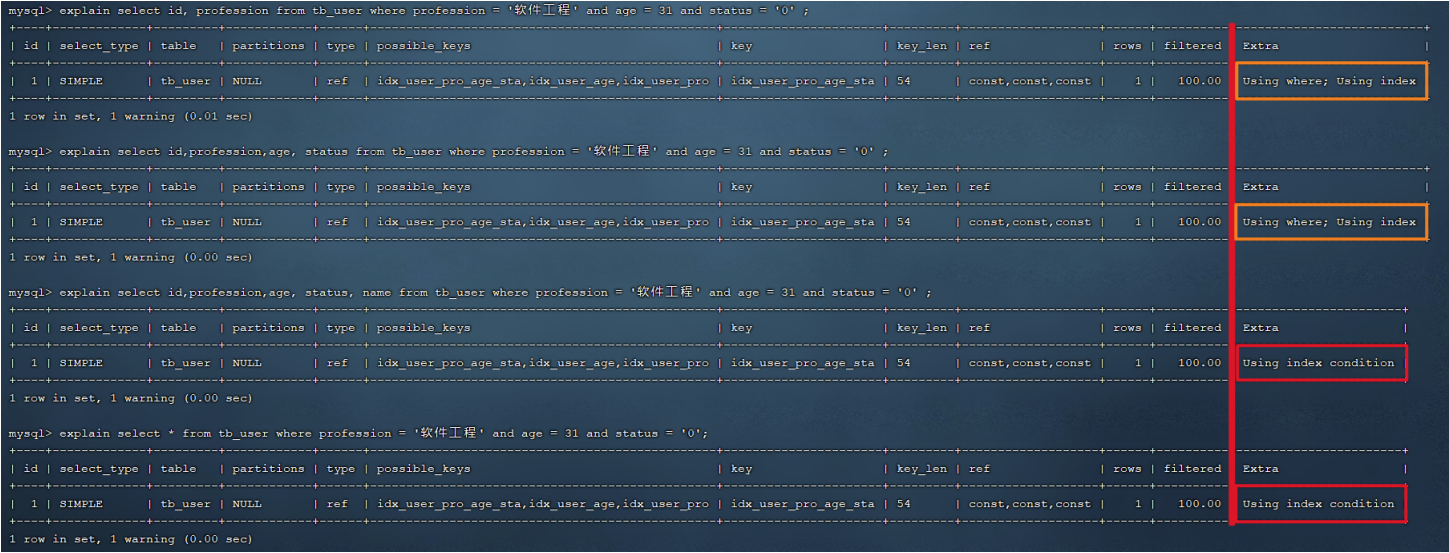 mysql> explain select id, profession from tb_user where profession = '软件工程' and age = 31 and status = '0' ;
+----+-------------+---------+------------+------+---------------------------------------------+----------------------+---------+-------------------+------+----------+--------------------------+
| id | select_type | table | partitions | type | possible_keys | key | key_len | ref | rows | filtered | Extra |
| 1 | SIMPLE | tb_user | NULL | ref | idx_user_pro_age_sta,idx_user_age,idx_user_pro | idx_user_pro_age_sta | 54 | const,const,const | 1 | 100.00 | Using where; Using index
1 row in set, 1 warning (0.01 sec)
mysql> explain select id,profession,age, status from tb_user where profession = '软件工程' and age = 31 and status = '0' ;
| id | select_type | table | partitions | type | possible_keys | key | key_len | ref | rows | filtered | Extra |
| 1 | SIMPLE | tb_user | NULL | ref | idx_user_pro_age_sta,idx_user_age,idx_user_pro | idx_user_pro_age_sta | 54 | const,const,const | 1 | 100.00 | Using where; Using index
1 row in set, 1 warning (0.00 sec)
mysql> explain select id,profession,age, status, name from tb_user where profession = '软件工程' and age = 31 and status = '0' ;
| id | select_type | table | partitions | type | possible_keys | key | key_len | ref | rows | filtered | Extra |
| 1 | SIMPLE | tb_user | NULL | ref | idx_user_pro_age_sta,idx_user_age,idx_user_pro | idx_user_pro_age_sta | 54 | const,const,const | 1 | 100.00 | Using index condition
1 row in set, 1 warning (0.00 sec)
mysql> explain select * from tb_user where profession = '软件工程' and age = 31 and status = '0';
| id | select_type | table | partitions | type | possible_keys | key | key_len | ref | rows | filtered | Extra |
| 1 | SIMPLE | tb_user | NULL | ref | idx_user_pro_age_sta,idx_user_age,idx_user_pro | idx_user_pro_age_sta | 54 | const,const,const | 1 | 100.00 | Using index condition
1 row in set, 1 warning (0.00 sec)